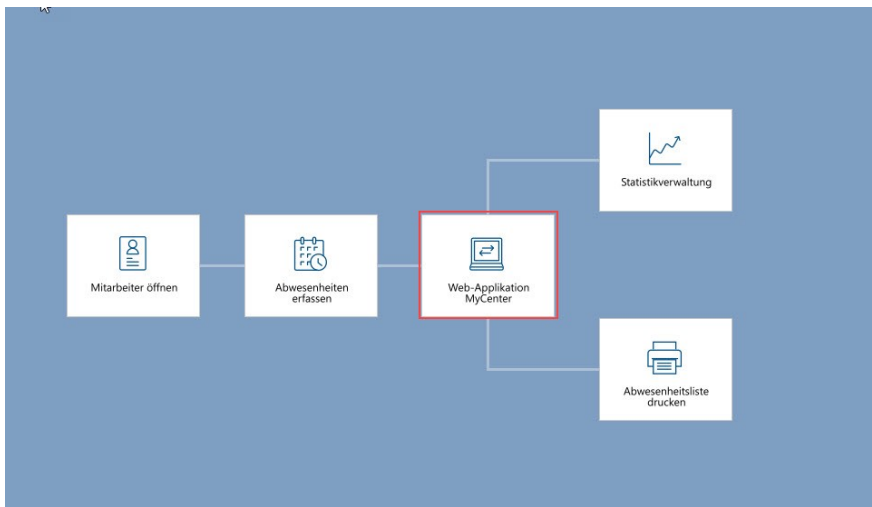 Statistikverwaltung
Mitarbeiter öffnen
Abwesenheiten
erfassen
Web-Applikation
MyCenter
Abwesenheitsliste
drucken